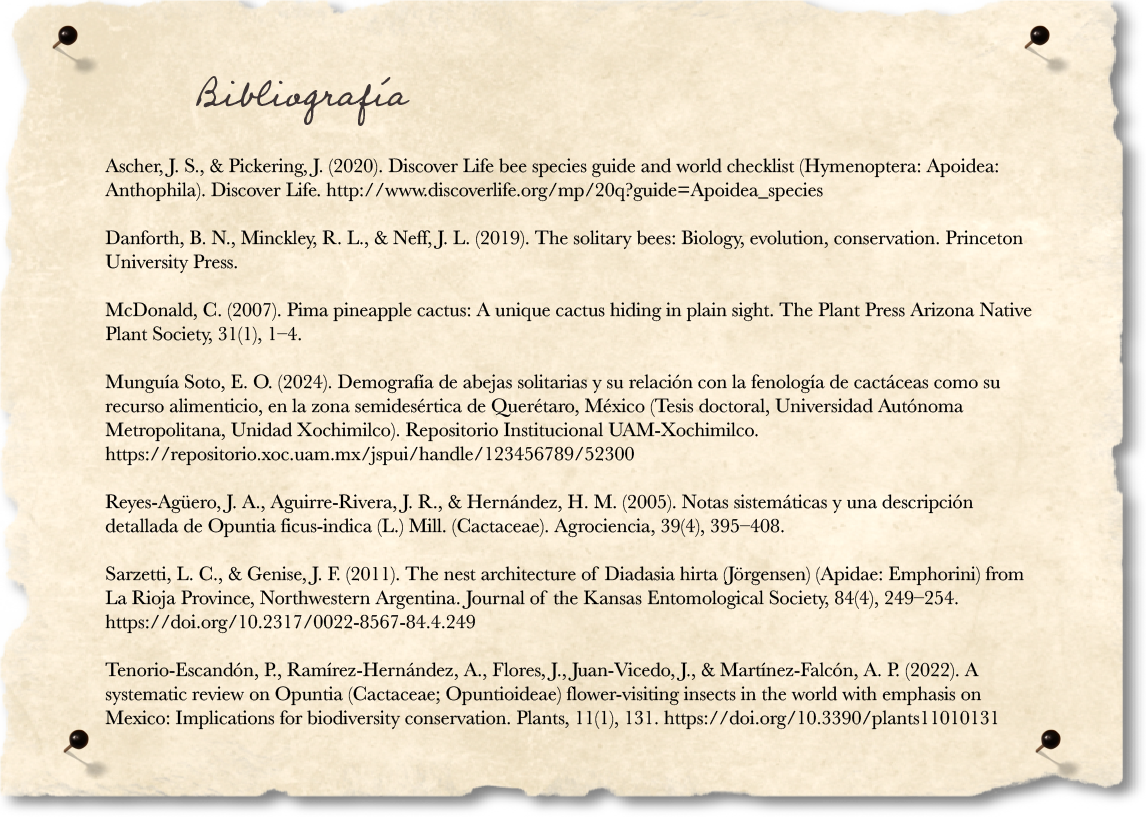 Bibliografía
Ascher, J. S., & Pickering, J. (2020). Discover Life bee species guide and world checklist (Hymenoptera: Apoidea:
Anthophila). Discover Life. http://www.discoverlife.org/mp/20q?guide=Apoidea_species
Danforth, B. N., Minckley, R. L., & Neff, J. L. (2019). The solitary bees: Biology, evolution, conservation. Princeton
University Press.
McDonald, C. (2007). Pima pineapple cactus: A unique cactus hiding in plain sight. The Plant Press Arizona Native
Plant Society, 31(1), 1–4.
Munguía Soto, E. O. (2024). Demografía de abejas solitarias y su relación con la fenología de cactáceas como su
recurso alimenticio, en la zona semidesértica de Querétaro, México (Tesis doctoral, Universidad Autónoma
Metropolitana, Unidad Xochimilco). Repositorio Institucional UAM-Xochimilco.
https://repositorio.xoc.uam.mx/jspui/handle/123456789/52300
Reyes-Agüero, J. A., Aguirre-Rivera, J. R., & Hernández, H. M. (2005). Notas sistemáticas y una descripción
detallada de Opuntia ficus-indica (L.) Mill. (Cactaceae). Agrociencia, 39(4), 395–408.
Sarzetti, L. C., & Genise, J. F. (2011). The nest architecture of Diadasia hirta (Jörgensen) (Apidae: Emphorini) from
La Rioja Province, Northwestern Argentina. Journal of the Kansas Entomological Society, 84(4), 249–254.
https://doi.org/10.2317/0022-8567-84.4.249
Tenorio-Escandón, P., Ramírez-Hernández, A., Flores, J., Juan-Vicedo, J., & Martínez-Falcón, A. P. (2022). A
systematic review on Opuntia (Cactaceae; Opuntioideae) flower-visiting insects in the world with emphasis on
Mexico: Implications for biodiversity conservation. Plants, 11(1), 131. https://doi.org/10.3390/plants11010131